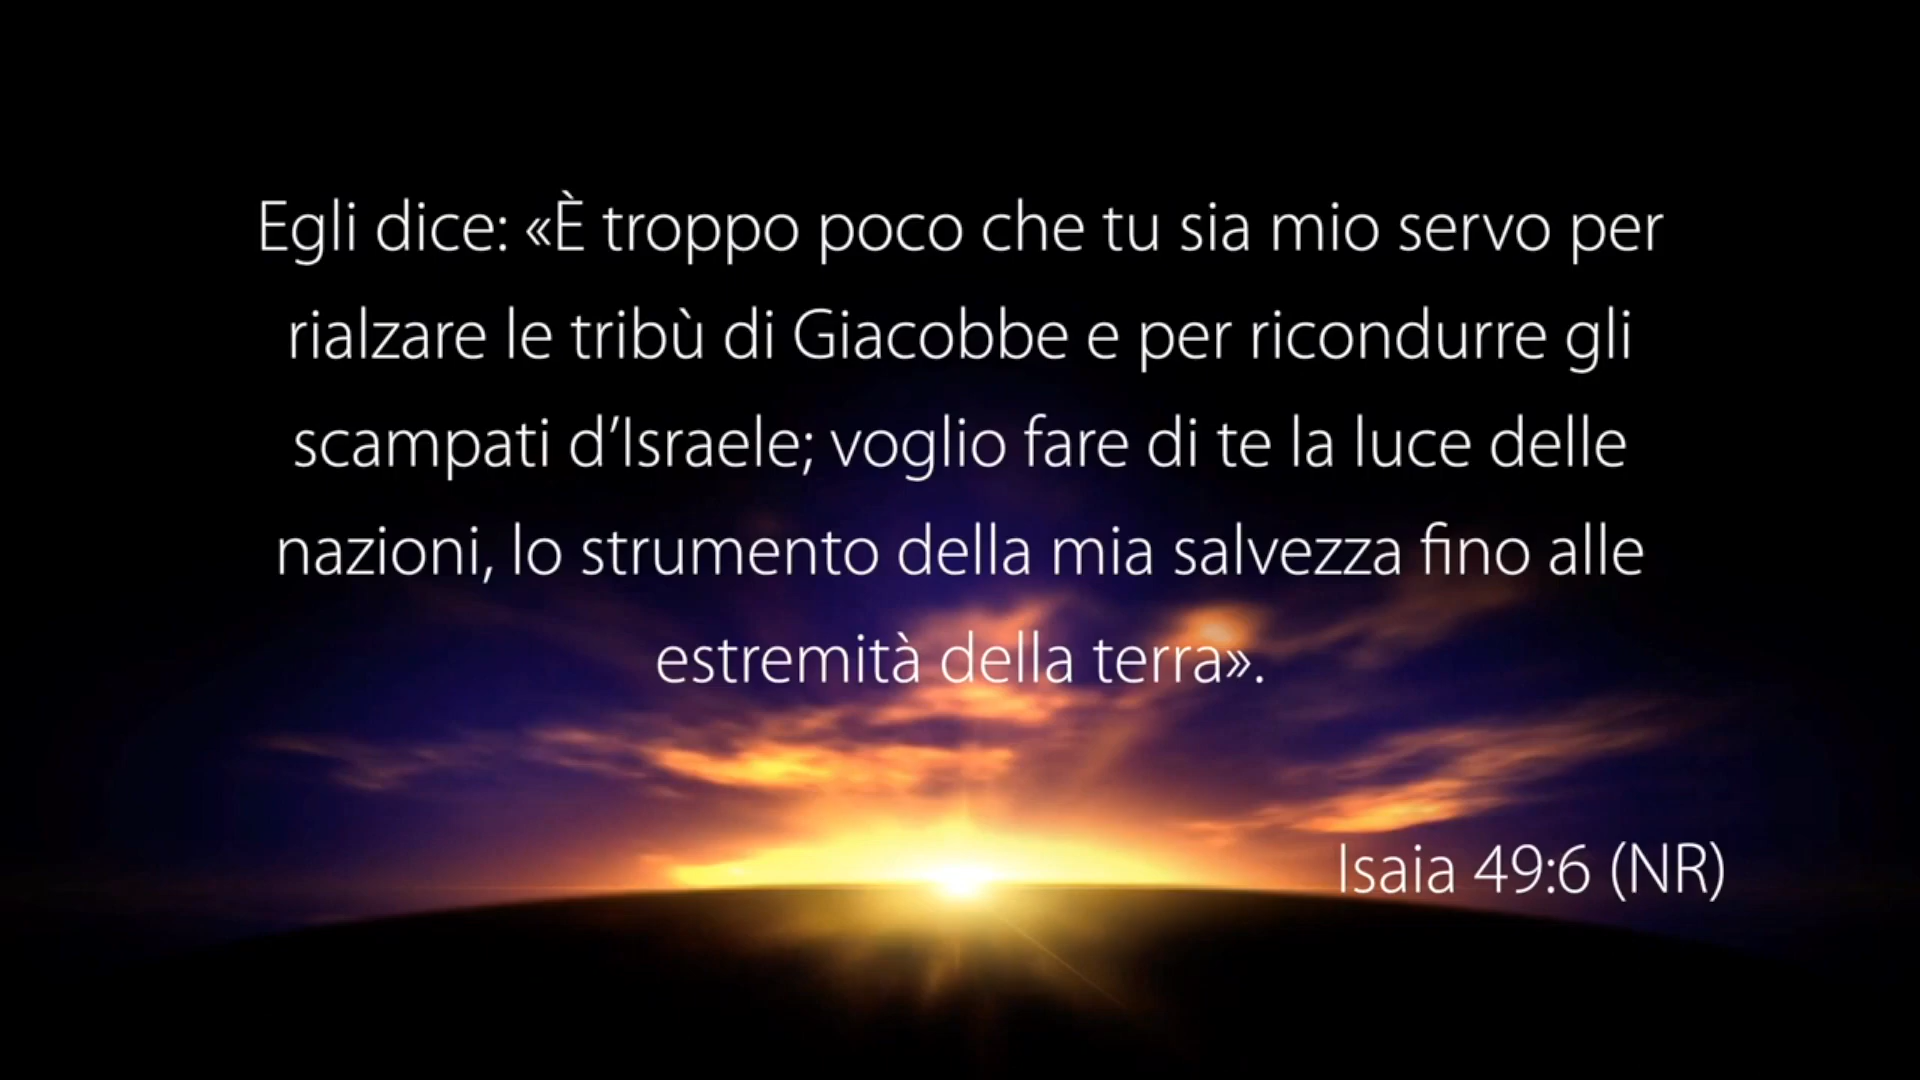 Egli dice: «È troppo poco che tu sia mio servo per
rialzare le tribù di Giacobbe e per ricondurre gli
scampati d’Israele; voglio fare di te la luce delle
nazioni, lo strumento della mia salvezza fino alle
estremità della terra».
Isaia 49:6 (NR)